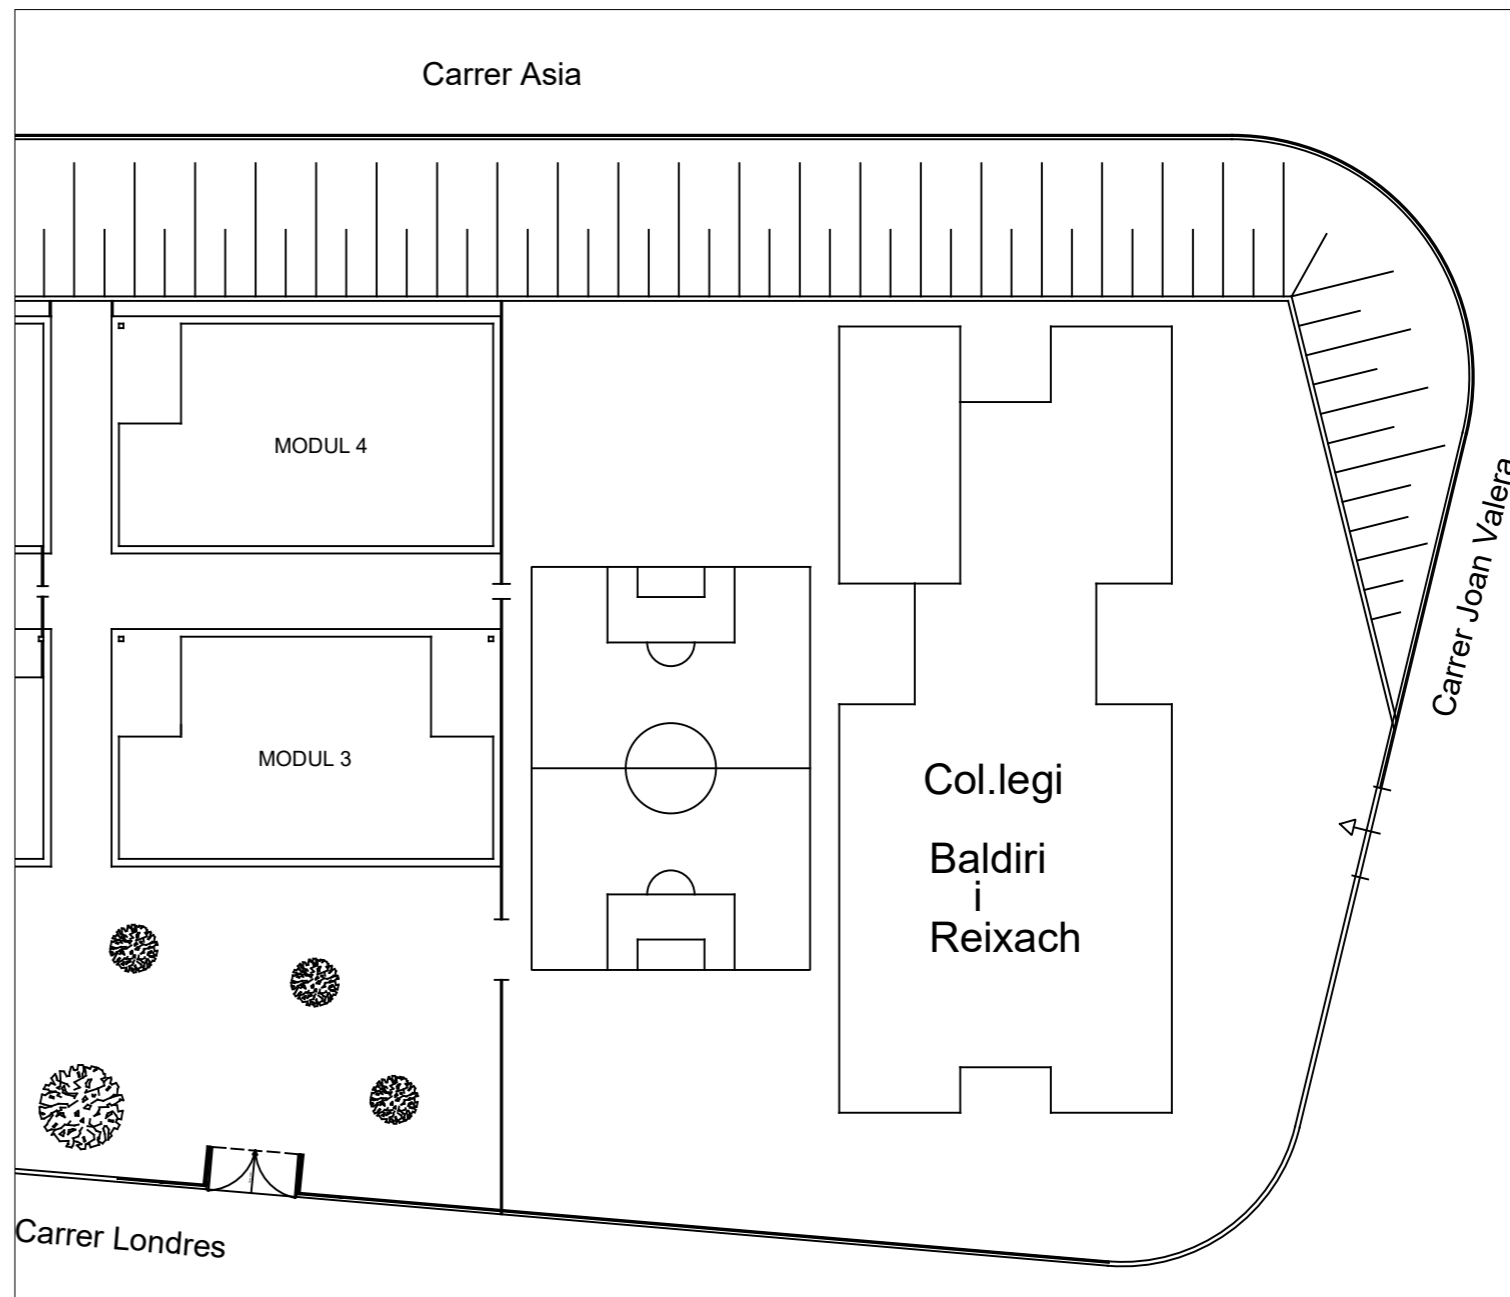 Carrer Asia
MODUL 4
Carrer Joan Valera
MODUL 3
Col.legi
Baldiri
i
Reixach
Carrer Londres